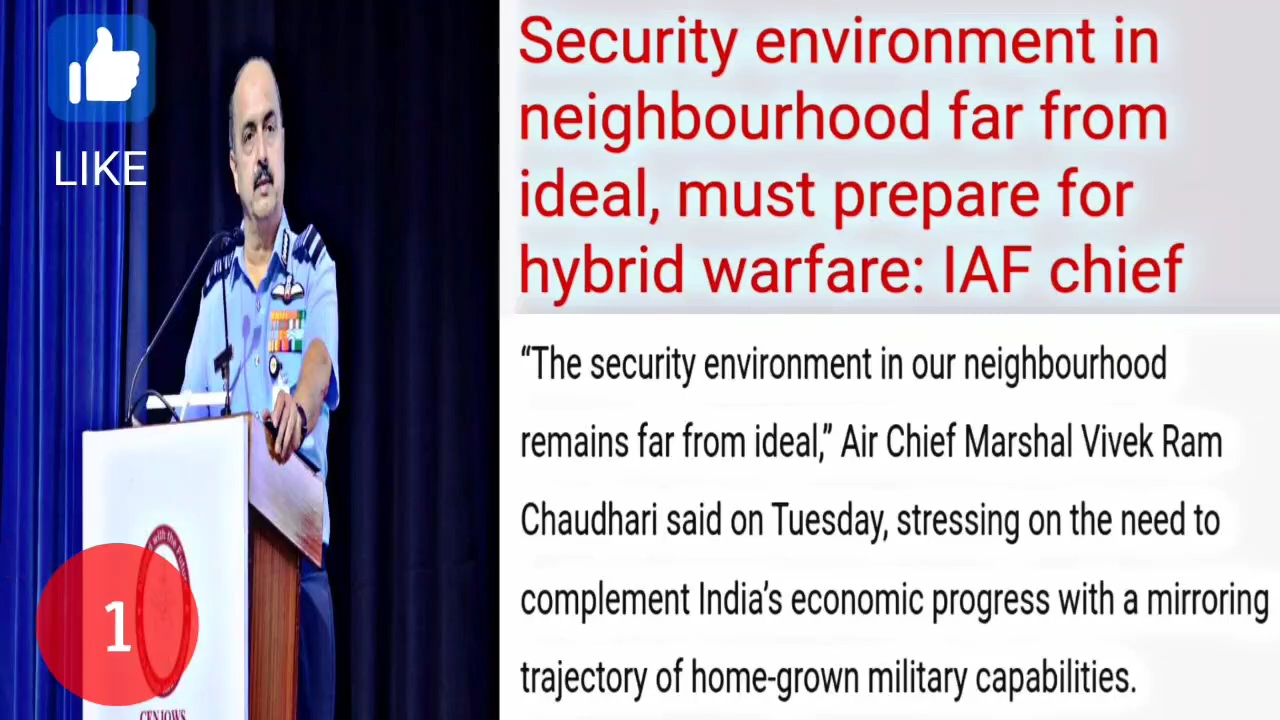 LIKE
Security environment in
neighbourhood far from
ideal, must prepare for
hybrid warfare: IAF chief
“The security environment in our neighbourhood
remains far from ideal,” Air Chief Marshal Vivek Ram
Chaudhari said on Tuesday, stressing on the need to
complement India’s economic progress with a mirroring
trajectory of home-grown military capabilities.
1
CENJOWS